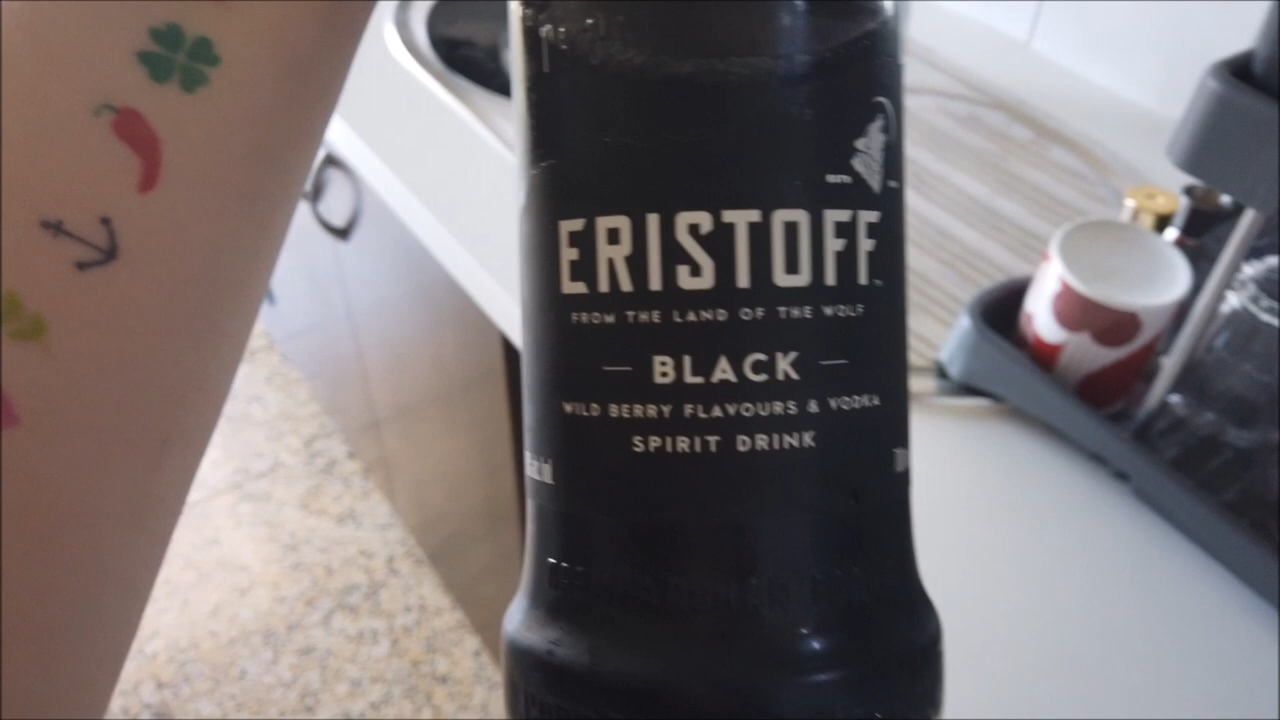 ERISTOFF
FROM THE LAND OF THE WOLF
BLACK
WILD BERRY FLAVOURS & VODKA
SPIRIT DRINK